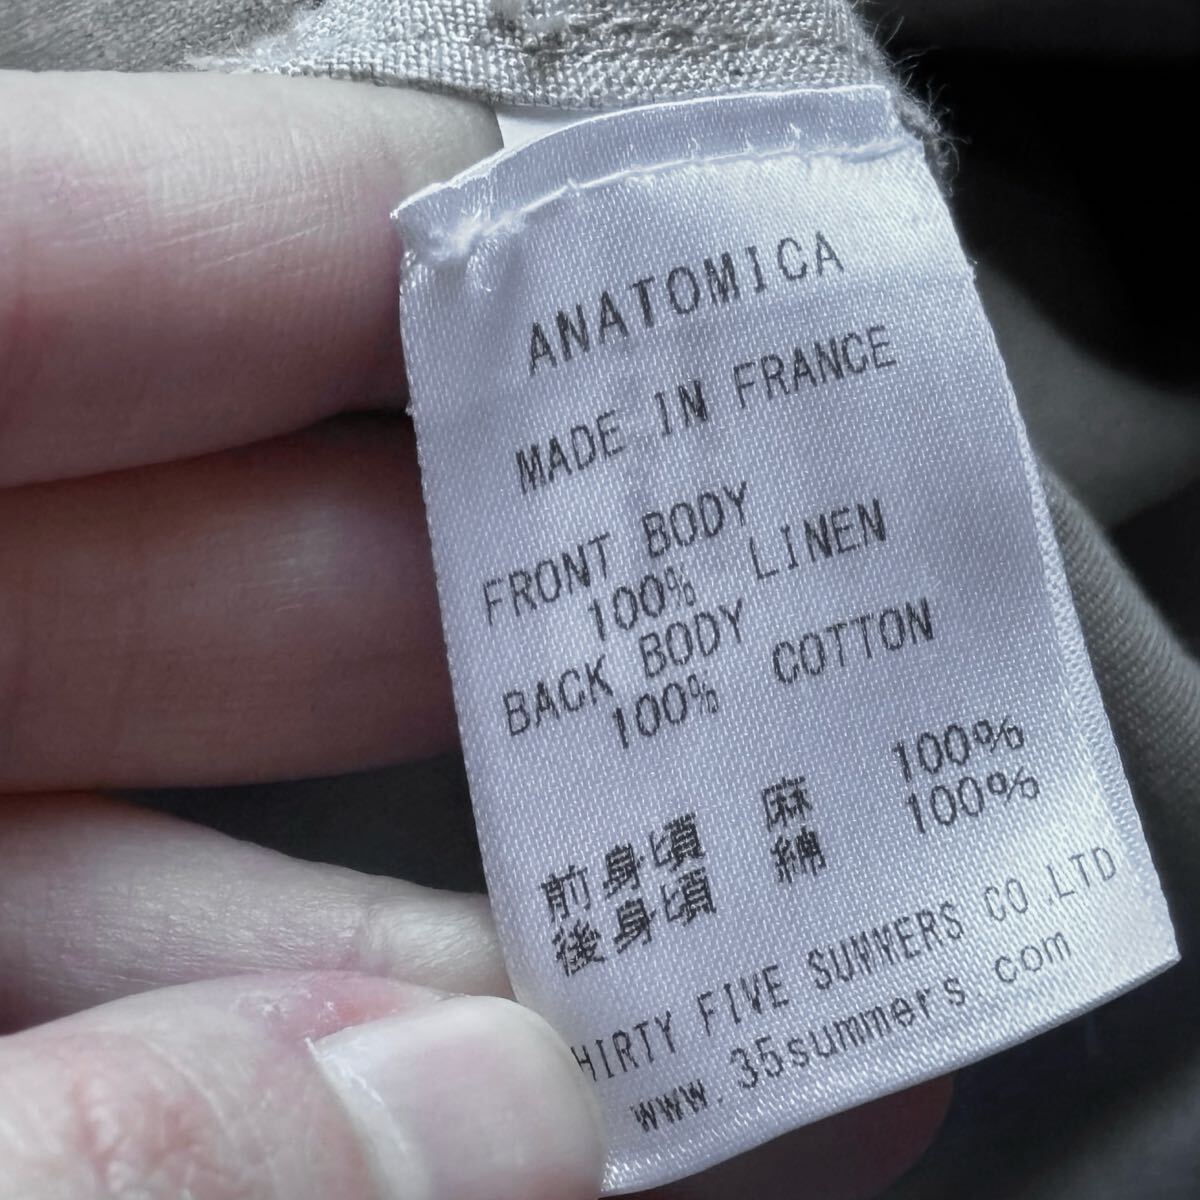 ANATOMICA
MADE IN FRANCE
FRONT BODY
100% LINEN
BACK BODY
100% COTTON
前身頃 麻 100%
後身頃 綿 100%
HIRTY FIVE SUMMERS CO.,LTD
www.35summers.com